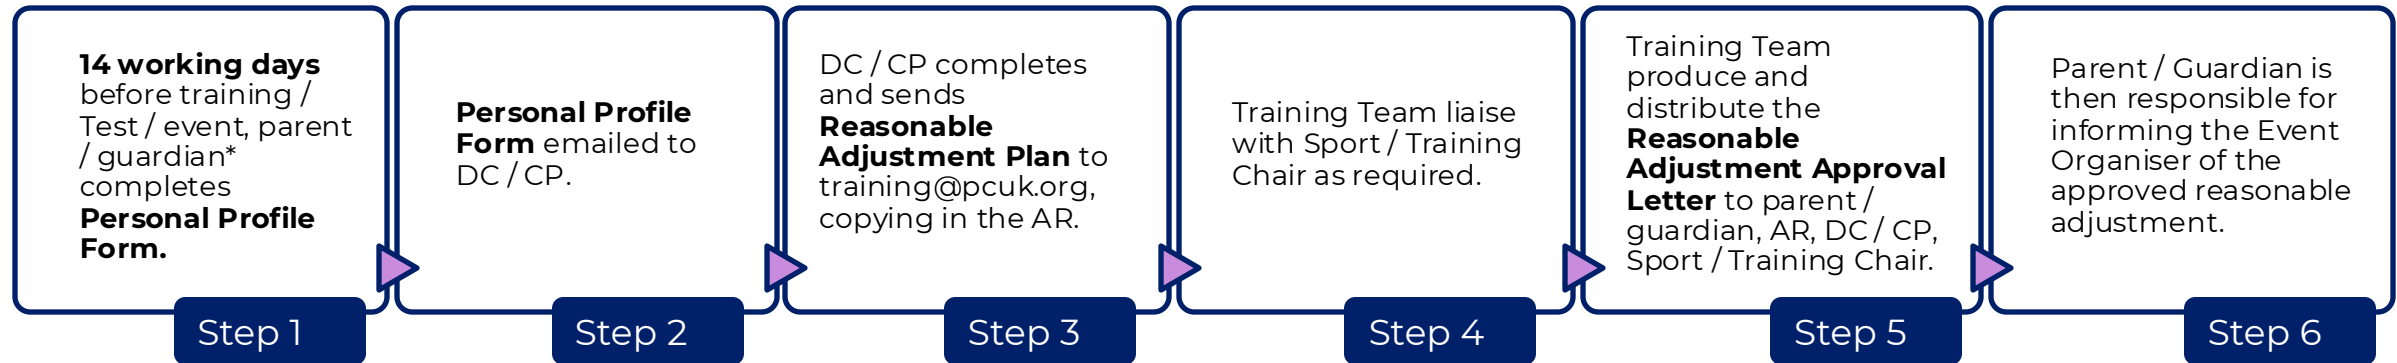 14 working days
before training /
Test / event, parent
/ guardian*
completes
Personal Profile
Form.
Step 1
Personal Profile
Form emailed to
DC / CP.
Step 2
DC / CP completes
and sends
Reasonable
Adjustment Plan to
training@pcuk.org,
copying in the AR.
Step 3
Training Team liaise
with Sport / Training
Chair as required.
Step 4
Training Team
produce and
distribute the
Reasonable
Adjustment Approval
Letter to parent /
guardian, AR, DC / CP,
Sport / Training Chair.
Step 5
Parent / Guardian is
then responsible for
informing the Event
Organiser of the
approved reasonable
adjustment.
Step 6